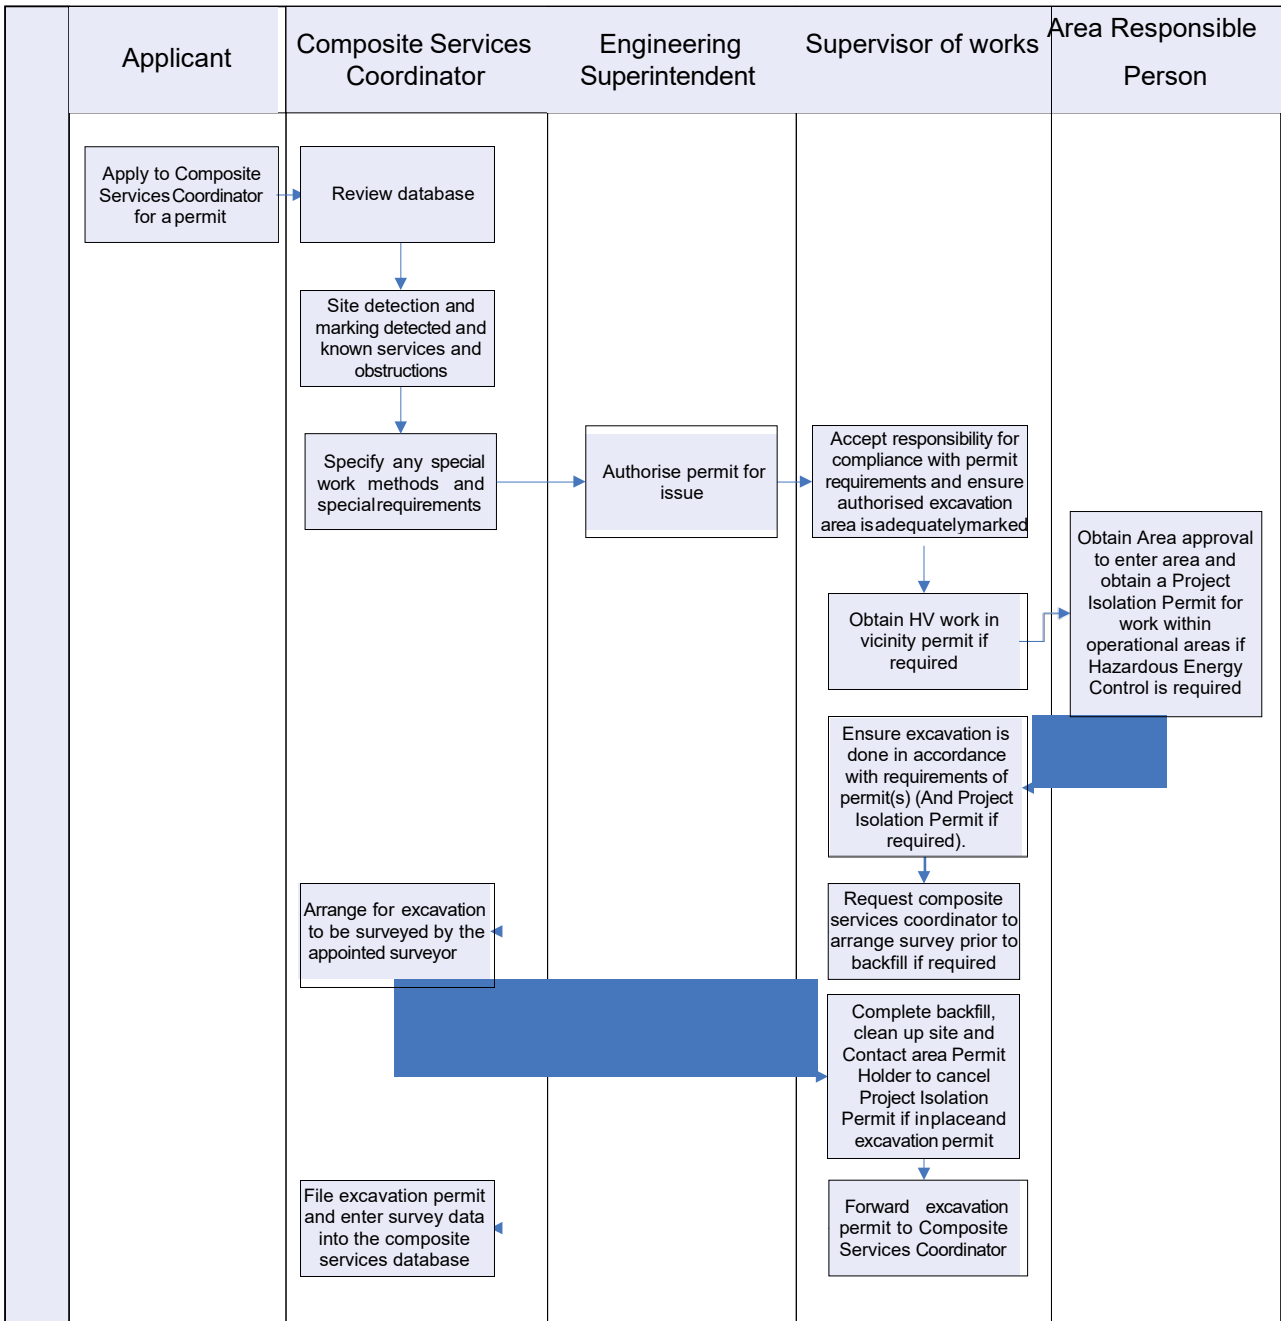 Applicant
Composite Services
Coordinator
Engineering
Superintendent
Supervisor of works
Area Responsible
Person
Apply to Composite
Services Coordinator
for a permit
Review database
Site detection and
marking detected and
known services and
obstructions
Specify any special
work methods and
special requirements
Authorise permit for
issue
Accept responsibility for
compliance with permit
requirements and ensure
authorised excavation
area is adequately marked
Obtain HV work in
vicinity permit if
required
Obtain Area approval
to enter area and
obtain a Project
Isolation Permit for
work within
operational areas if
Hazardous Energy
Control is required
Ensure excavation is
done in accordance
with requirements of
permit(s) (And Project
Isolation Permit if
required).
Request composite
services coordinator to
arrange survey prior to
backfill if required
Arrange for excavation
to be surveyed by the
appointed surveyor
Complete backfill,
clean up site and
Contact area Permit
Holder to cancel
Project Isolation
Permit if in place and
excavation permit
Forward excavation
permit to Composite
Services Coordinator
File excavation permit
and enter survey data
into the composite
services database